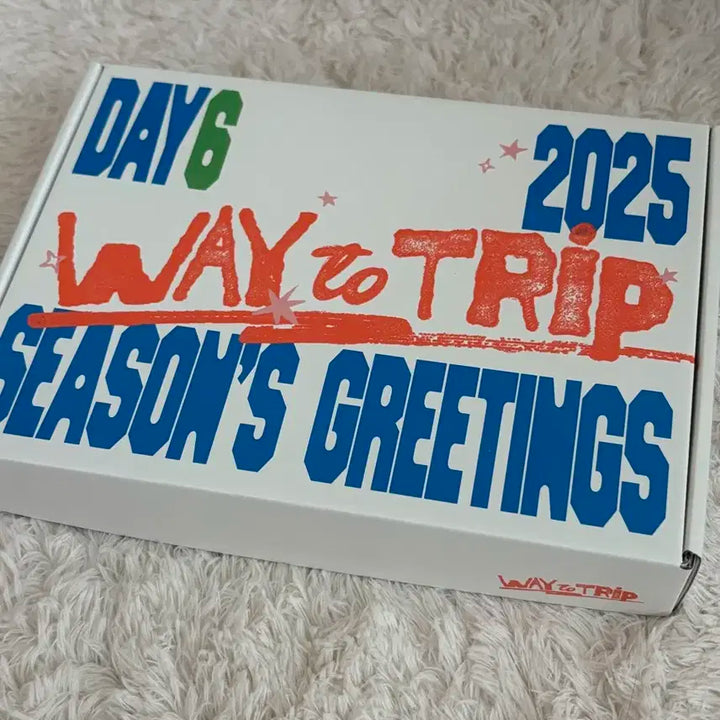 DAY6
2025
WAY to TRiP
SEASON'S GREETINGS
WAY to TRiP